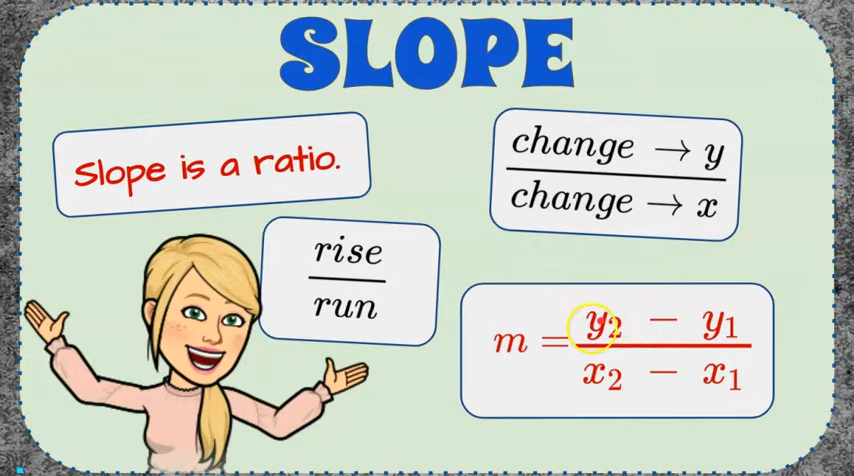 SLOPE
Slope is a ratio.
change → y
change → x
rise
run
m = y₂ − y₁
x₂ − x₁